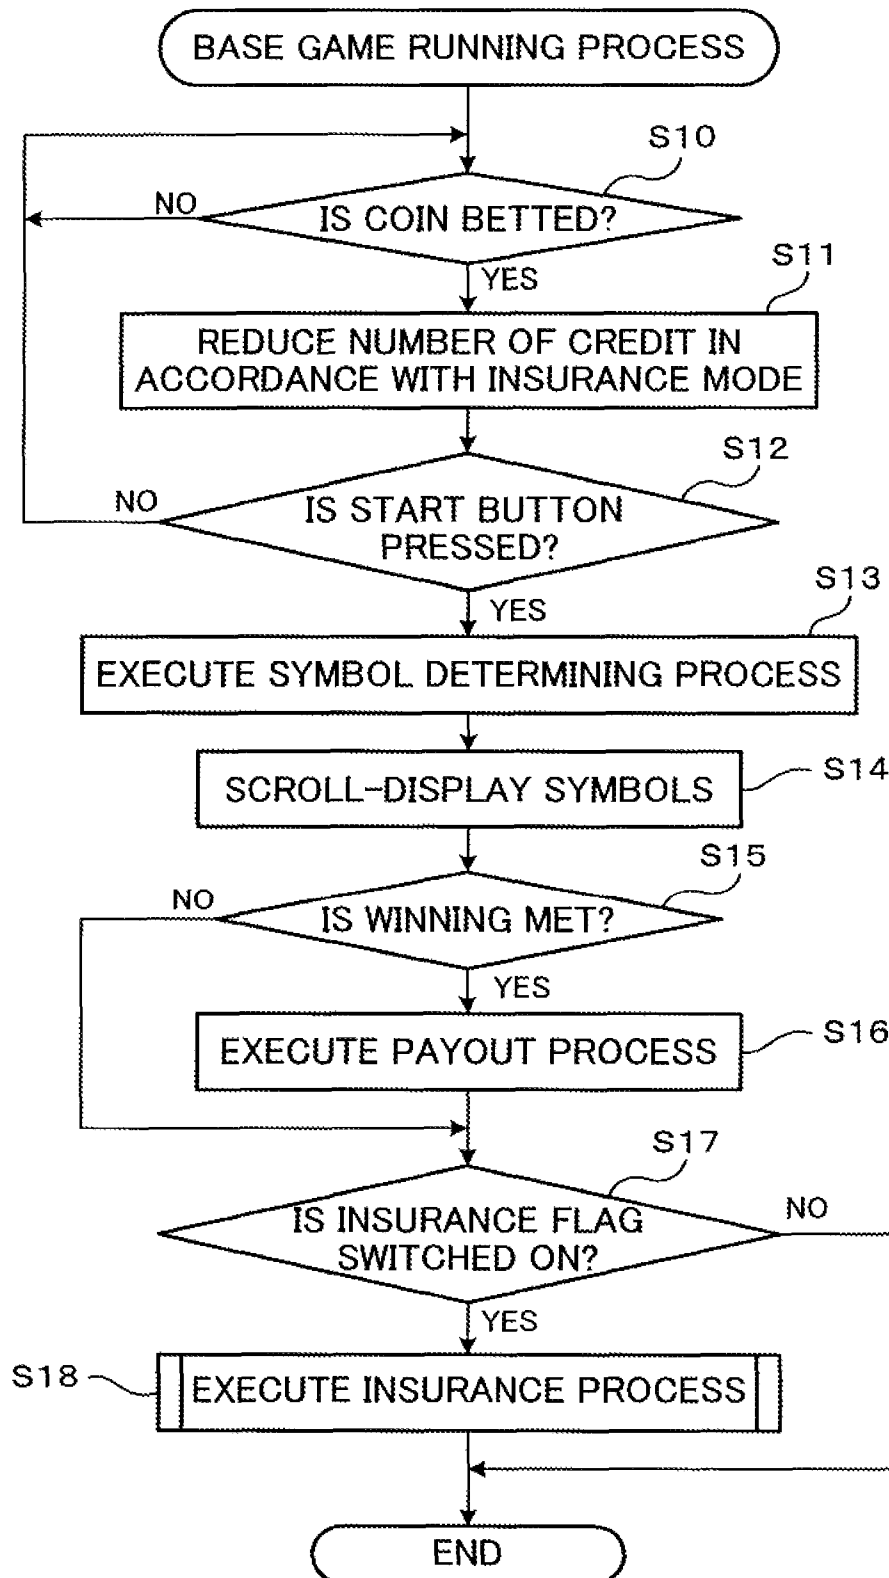 BASE GAME RUNNING PROCESS
S10
NO
IS COIN BETTED?
YES
S11
REDUCE NUMBER OF CREDIT IN
ACCORDANCE WITH INSURANCE MODE
S12
NO
IS START BUTTON
PRESSED?
YES
S13
EXECUTE SYMBOL DETERMINING PROCESS
SCROLL-DISPLAY SYMBOLS
S14
S15
NO
IS WINNING MET?
YES
EXECUTE PAYOUT PROCESS
S16
S17
IS INSURANCE FLAG
SWITCHED ON?
NO
YES
S18
EXECUTE INSURANCE PROCESS
END